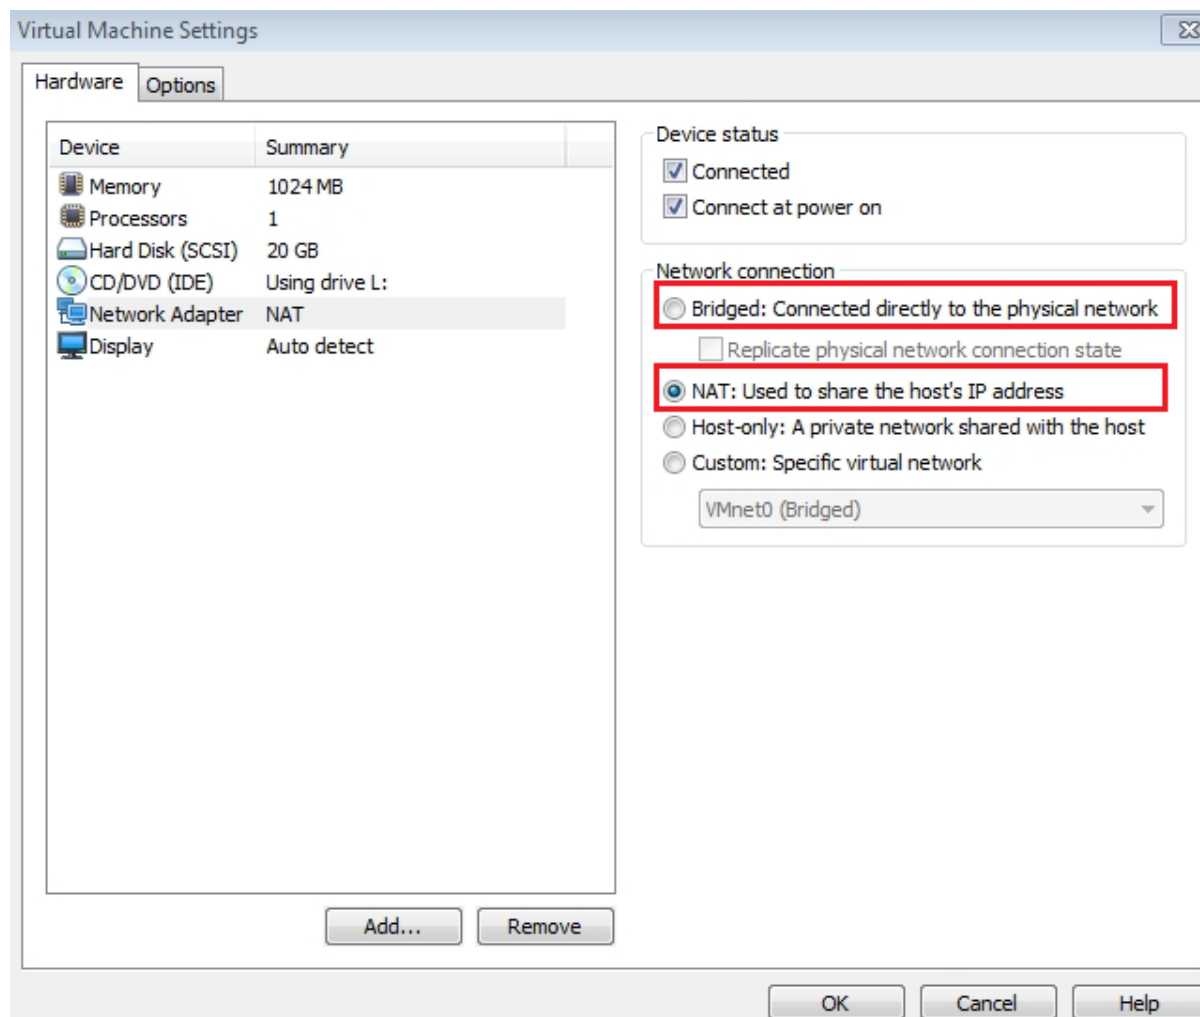 Virtual Machine Settings
Hardware
Options
Device Summary
Memory 1024 MB
Processors 1
Hard Disk (SCSI) 20 GB
CD/DVD (IDE) Using drive L:
Network Adapter NAT
Display Auto detect
Add...
Remove
Device status
Connected
Connect at power on
Network connection
Bridged: Connected directly to the physical network
Replicate physical network connection state
NAT: Used to share the host's IP address
Host-only: A private network shared with the host
Custom: Specific virtual network
VMnet0 (Bridged)
OK
Cancel
Help